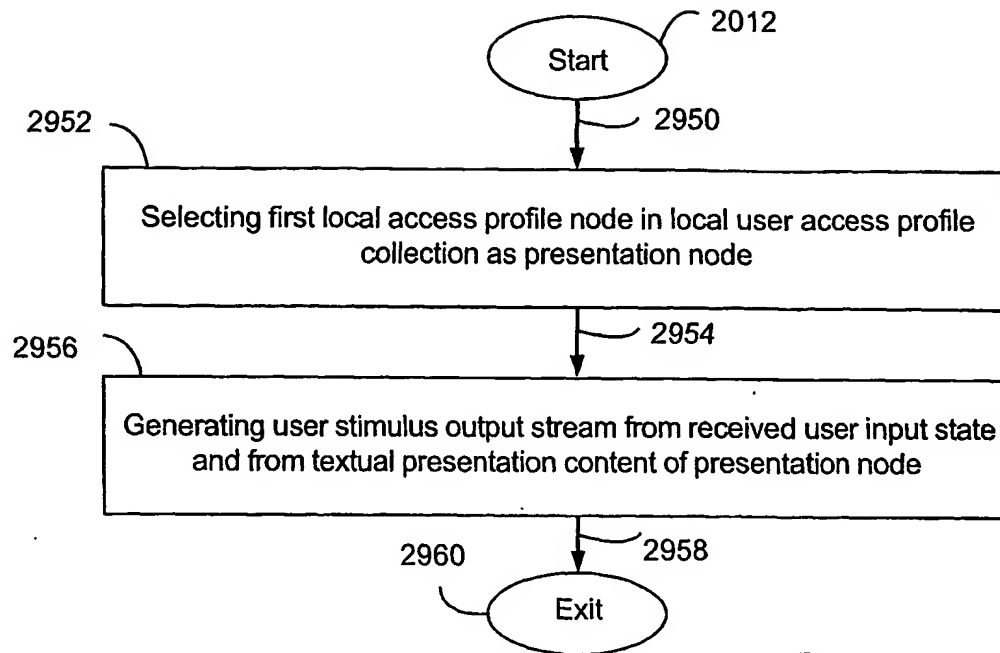 2012
Start
2950
2952
Selecting first local access profile node in local user access profile
collection as presentation node
2954
2956
Generating user stimulus output stream from received user input state
and from textual presentation content of presentation node
2958
2960
Exit